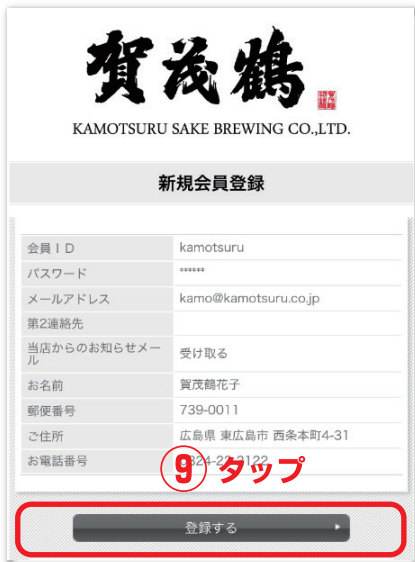 賀茂鶴
KAMOTSURU SAKE BREWING CO.,LTD.
新規会員登録
会員ID kamotsuru
パスワード ******
メールアドレス kamo@kamotsuru.co.jp
第2連絡先
当店からのお知らせメー
ル 受け取る
お名前 賀茂鶴花子
郵便番号 739-0011
ご住所 広島県 東広島市 西条本町4-31
お電話番号
⑨ タップ
登録する